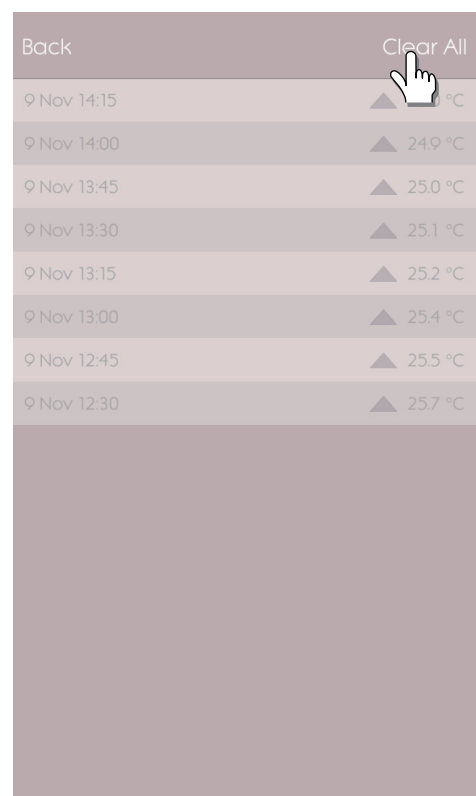 Back Clear All
9 Nov 14:15 °C
9 Nov 14:00 24.9 °C
9 Nov 13:45 25.0 °C
9 Nov 13:30 25.1 °C
9 Nov 13:15 25.2 °C
9 Nov 13:00 25.4 °C
9 Nov 12:45 25.5 °C
9 Nov 12:30 25.7 °C